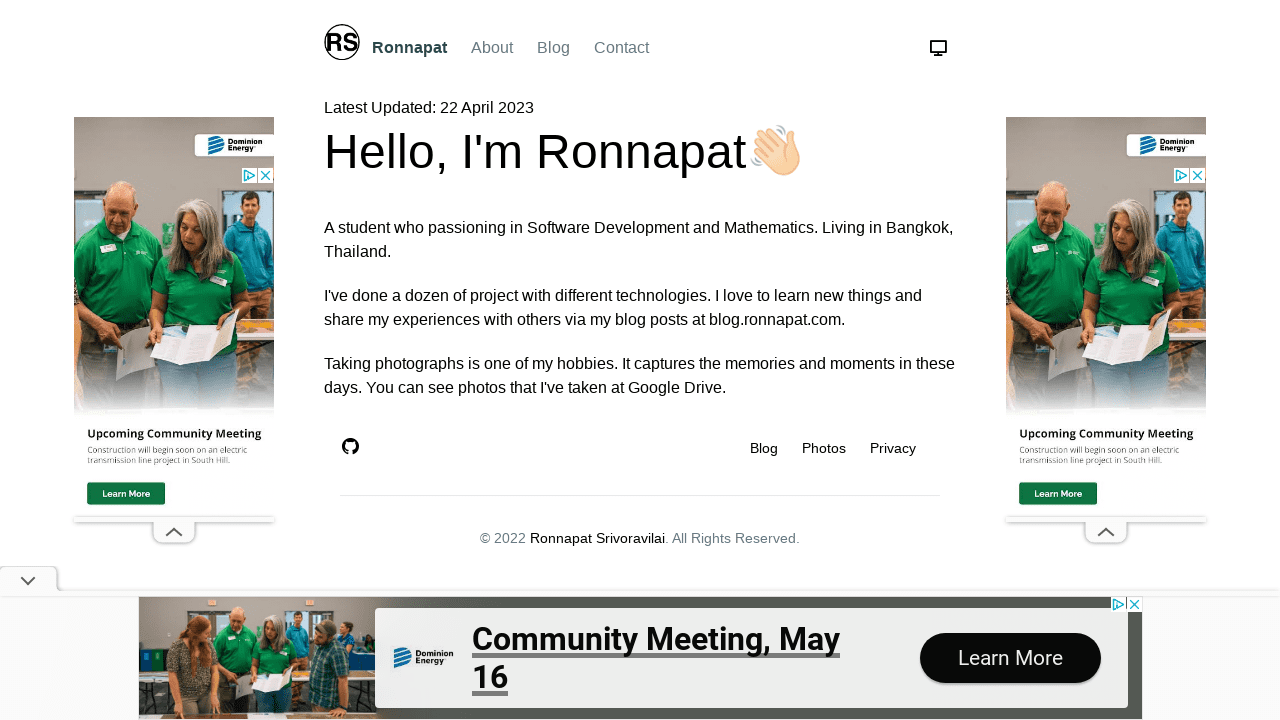 RS
Ronnapat
About
Blog
Contact
Latest Updated: 22 April 2023
Hello, I'm Ronnapat👋🏻
A student who passioning in Software Development and Mathematics. Living in Bangkok,
Thailand.
I've done a dozen of project with different technologies. I love to learn new things and
share my experiences with others via my blog posts at blog.ronnapat.com.
Taking photographs is one of my hobbies. It captures the memories and moments in these
days. You can see photos that I've taken at Google Drive.
Blog
Photos
Privacy
© 2022 Ronnapat Srivoravilai. All Rights Reserved.
Dominion
Energy
Upcoming Community Meeting
Construction will begin soon on an electric
transmission line project in South Hill.
Learn More
Dominion
Energy
Upcoming Community Meeting
Construction will begin soon on an electric
transmission line project in South Hill.
Learn More
Dominion
Energy
Community Meeting, May
16
Learn More